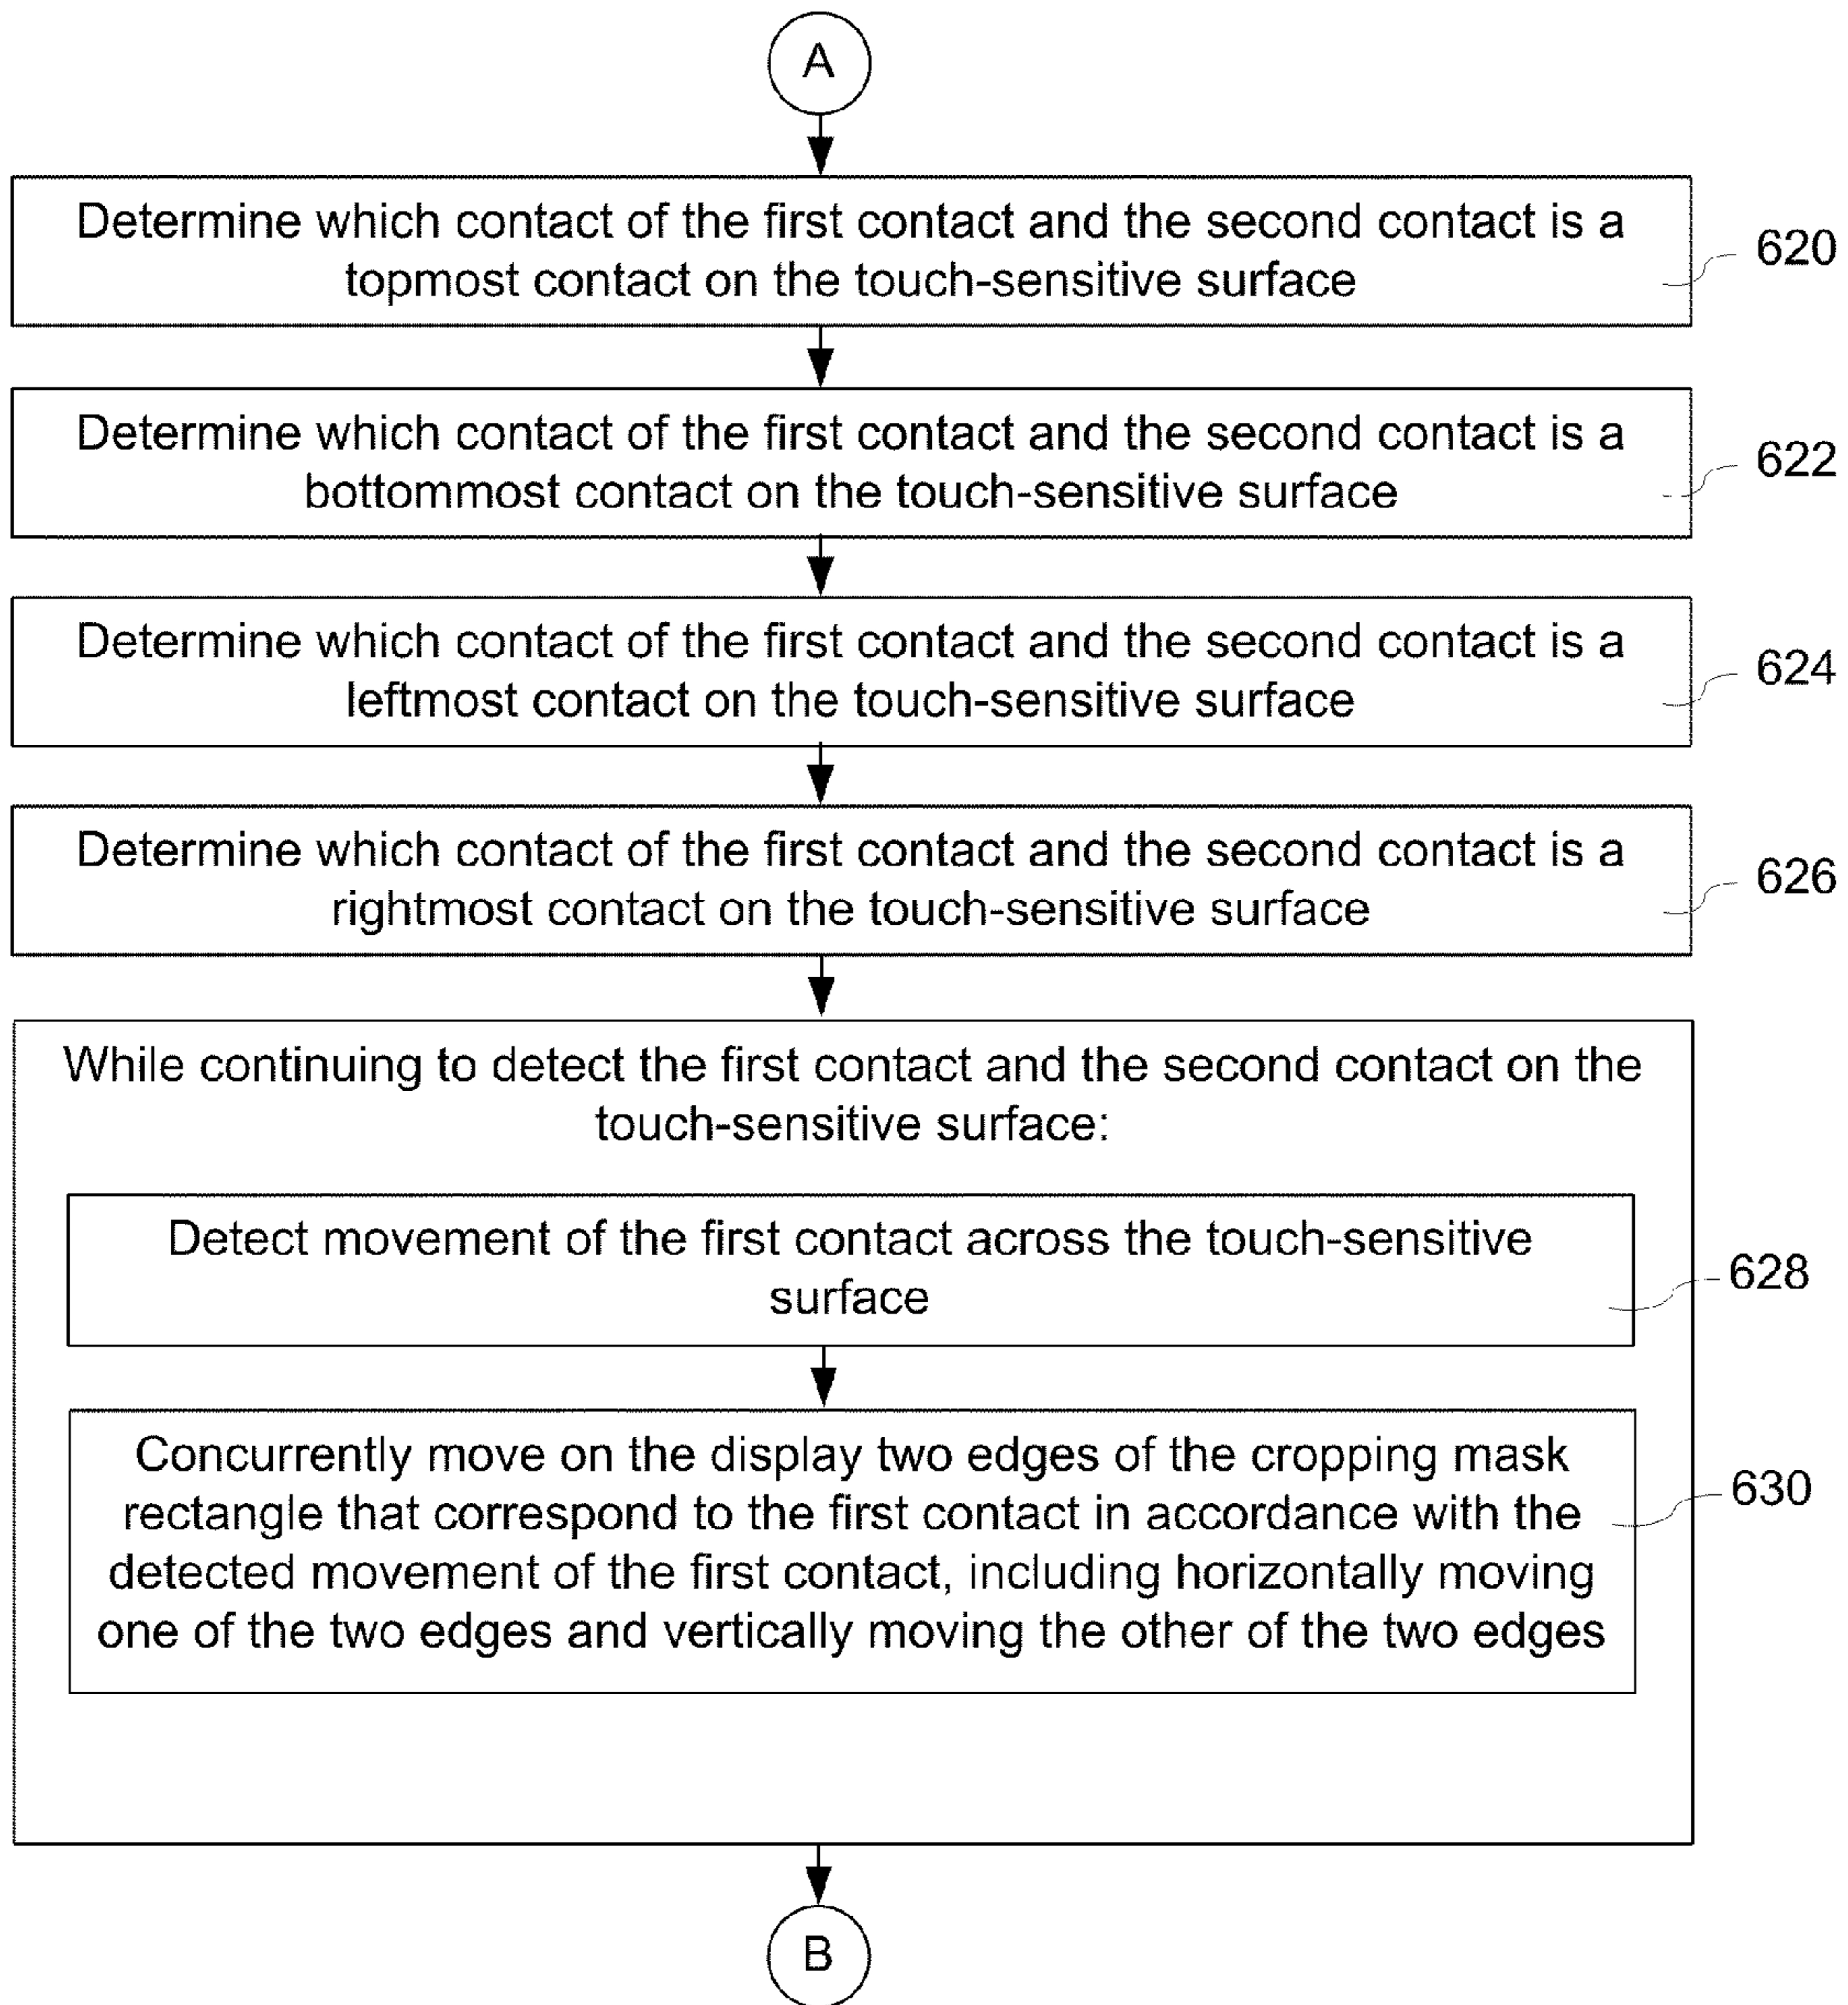 A
Determine which contact of the first contact and the second contact is a
topmost contact on the touch-sensitive surface
620
Determine which contact of the first contact and the second contact is a
bottommost contact on the touch-sensitive surface
622
Determine which contact of the first contact and the second contact is a
leftmost contact on the touch-sensitive surface
624
Determine which contact of the first contact and the second contact is a
rightmost contact on the touch-sensitive surface
626
While continuing to detect the first contact and the second contact on the
touch-sensitive surface:
Detect movement of the first contact across the touch-sensitive
surface
628
Concurrently move on the display two edges of the cropping mask
rectangle that correspond to the first contact in accordance with the
detected movement of the first contact, including horizontally moving
one of the two edges and vertically moving the other of the two edges
630
B